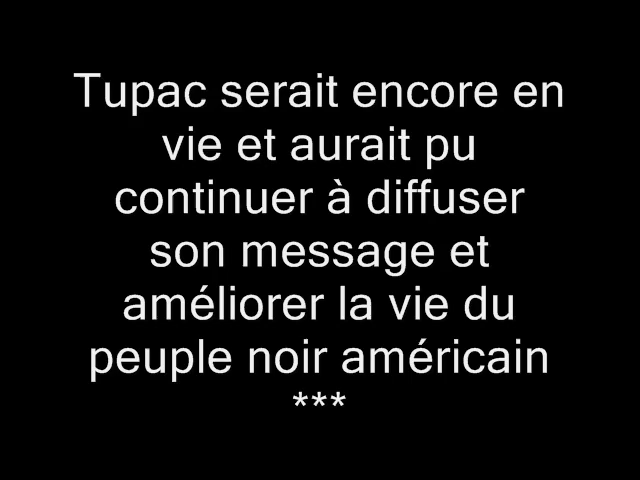 Tupac serait encore en
vie et aurait pu
continuer à diffuser
son message et
améliorer la vie du
peuple noir américain
***